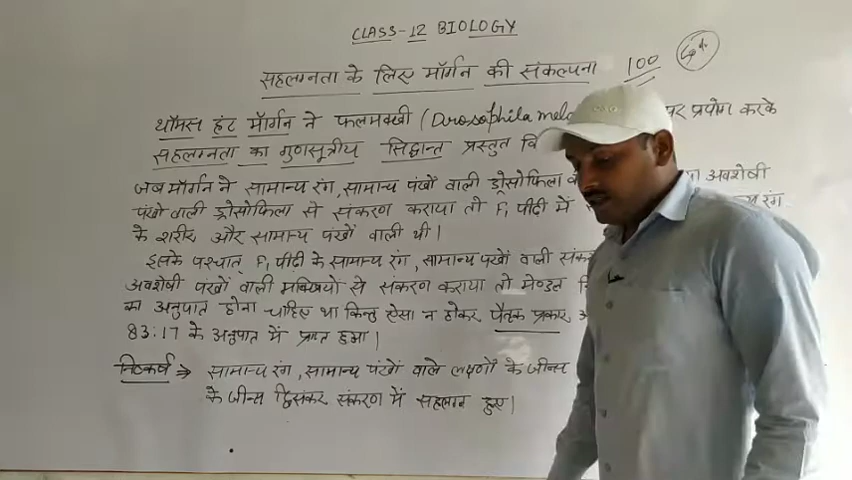 CLASS-12 BIOLOGY
सहलग्नता के लिए मॉर्गन की संकल्पना 100
थॉमस हंट मॉर्गन ने फलमक्खी (Drosophila पर प्रयोग करके
सहलग्नता का गुणसूत्रीय सिद्धान्त प्रस्तुत
जब मॉर्गन ने सामान्य रंग, सामान्य पंखों वाली ड्रोसोफिला अवशेषी
पंखों वाली ड्रोसोफिला से संकरण कराया तो F₁ पीढ़ी में रंग
के शरीर और सामान्य पंखों वाली थी।
इसके पश्चात् F₁ पीढ़ी के सामान्य रंग, सामान्य पंखों वाली
अवशेषी पंखों वाली मक्खियों से संकरण कराया तो
का अनुपात होना चाहिए था किन्तु ऐसा न होकर पैतृक प्रकार,
83:17 के अनुपात में प्राप्त हुआ।
निष्कर्ष ⇒ सामान्य रंग, सामान्य पंखों वाले लक्षणों के जीन्स
के जीन्स द्विसंकर संकरण में सहलग्न हुए।